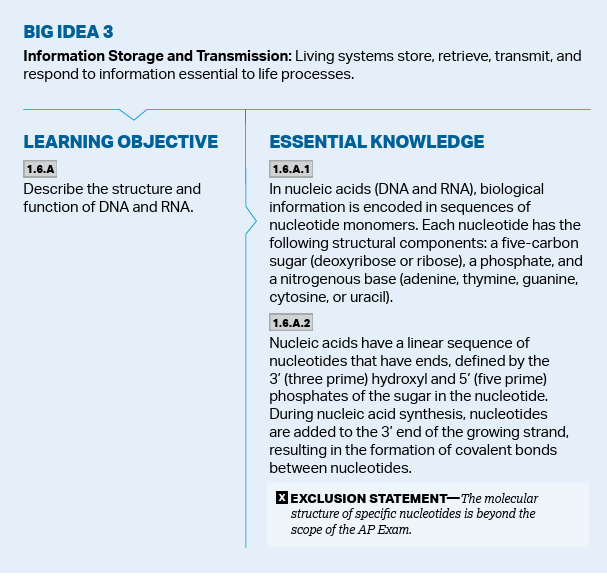 BIG IDEA 3
Information Storage and Transmission: Living systems store, retrieve, transmit, and
respond to information essential to life processes.
LEARNING OBJECTIVE
1.6.A
Describe the structure and
function of DNA and RNA.
ESSENTIAL KNOWLEDGE
1.6.A.1
In nucleic acids (DNA and RNA), biological
information is encoded in sequences of
nucleotide monomers. Each nucleotide has the
following structural components: a five-carbon
sugar (deoxyribose or ribose), a phosphate, and
a nitrogenous base (adenine, thymine, guanine,
cytosine, or uracil).
1.6.A.2
Nucleic acids have a linear sequence of
nucleotides that have ends, defined by the
3’ (three prime) hydroxyl and 5’ (five prime)
phosphates of the sugar in the nucleotide.
During nucleic acid synthesis, nucleotides
are added to the 3’ end of the growing strand,
resulting in the formation of covalent bonds
between nucleotides.
X EXCLUSION STATEMENT—The molecular
structure of specific nucleotides is beyond the
scope of the AP Exam.